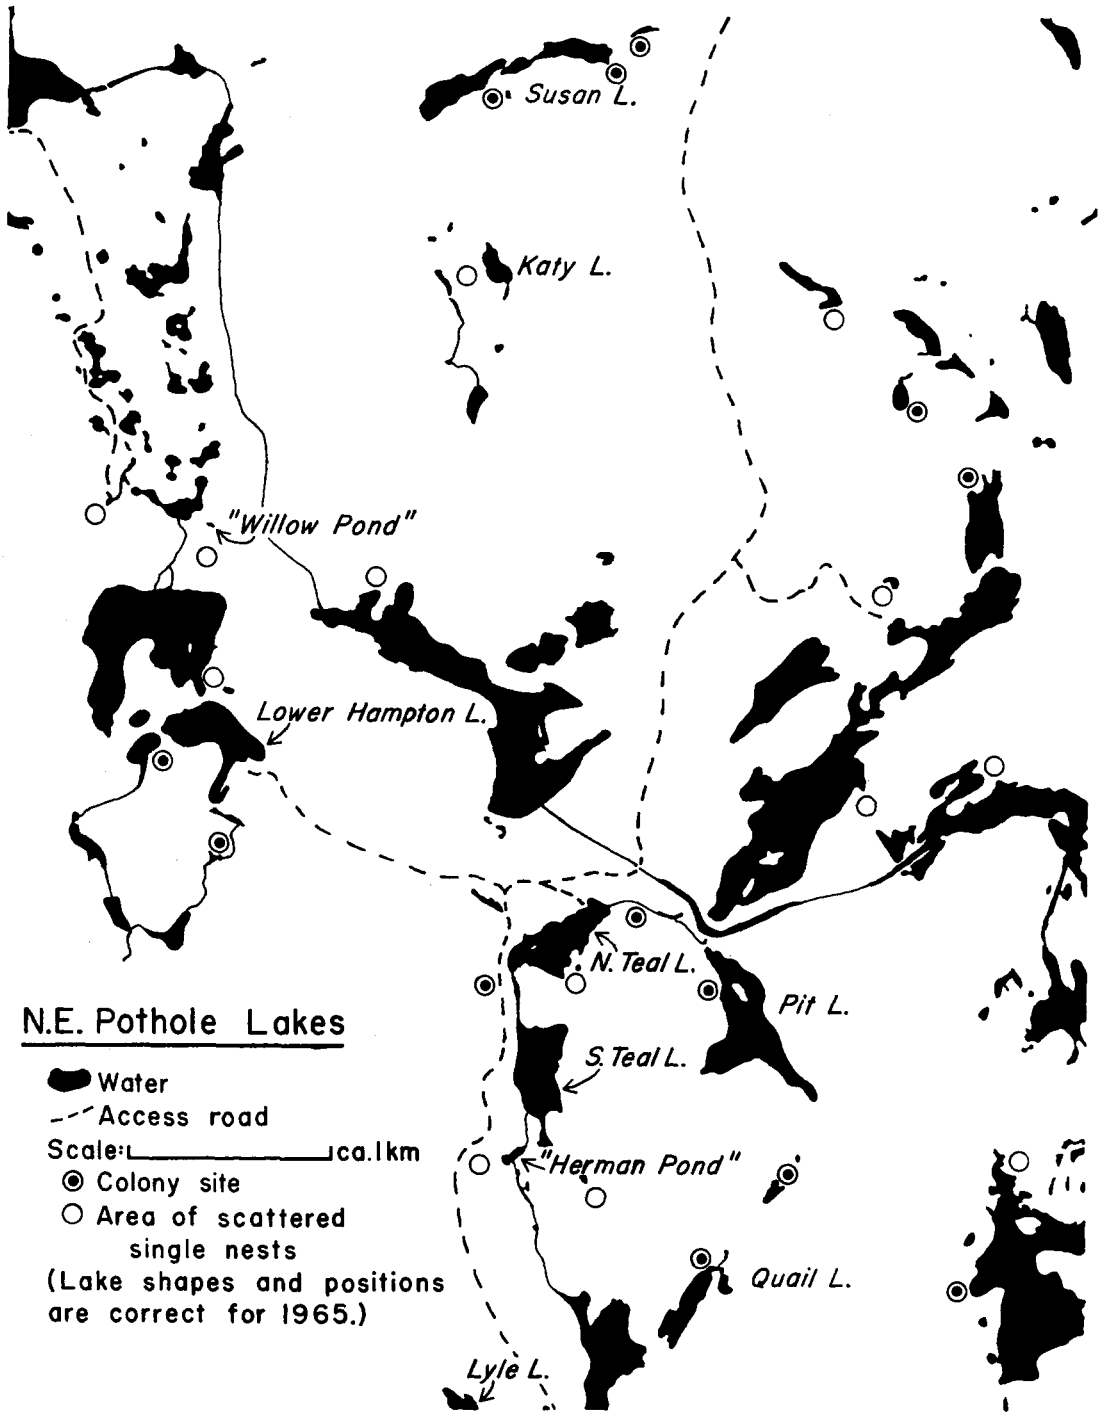 Susan L.
Katy L.
"Willow Pond"
Lower Hampton L.
N. Teal L.
Pit L.
S. Teal L.
"Herman Pond"
Quail L.
Lyle L.
N.E. Pothole Lakes
Water
Access road
Scale: ca. 1 km
Colony site
Area of scattered
single nests
(Lake shapes and positions
are correct for 1965.)